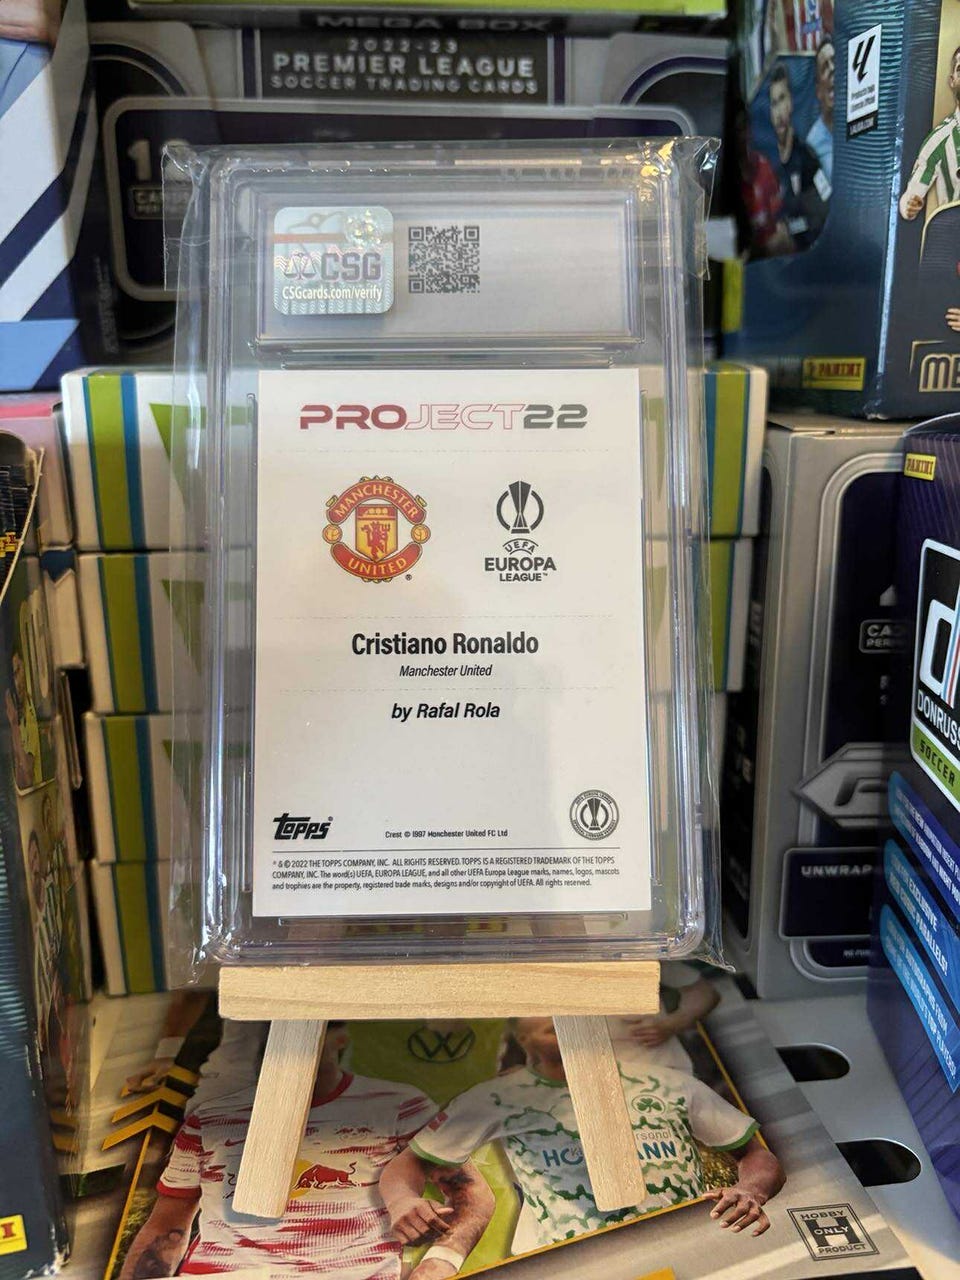 MEGA BOX
2022-23
PREMIER LEAGUE
SOCCER TRADING CARDS
CSG
CSGcards.com/verify
PANINI
PROJECT22
MANCHESTER
UNITED
®
UEFA
EUROPA
LEAGUE™
Cristiano Ronaldo
Manchester United
by Rafal Rola
Topps®
Crest © 1997 Manchester United FC Ltd
® & © 2022 THE TOPPS COMPANY, INC. ALL RIGHTS RESERVED. TOPPS IS A REGISTERED TRADEMARK OF THE TOPPS
COMPANY, INC. The word(s) UEFA, EUROPA LEAGUE, and all other UEFA Europa League marks, names, logos, mascots
and trophies are the property, registered trade marks, designs and/or copyright of UEFA. All rights reserved.
PANINI
DONRUSS
SOCCER
UNWRAP
HOBBY
ONLY
PRODUCT